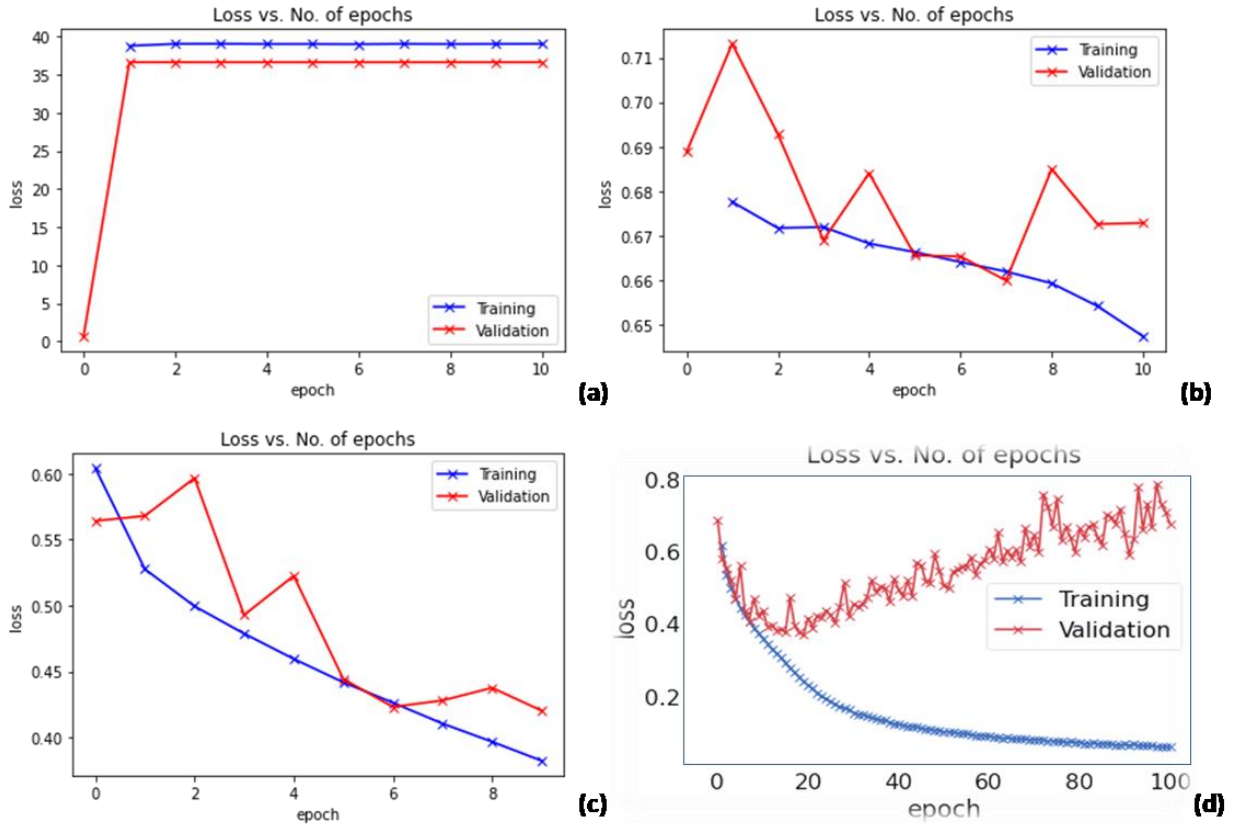 Loss vs. No. of epochs
40
35
30
25
20
15
10
5
0
loss
Training
Validation
0 2 4 6 8 10
epoch
(a)
Loss vs. No. of epochs
0.71
0.70
0.69
0.68
0.67
0.66
0.65
loss
Training
Validation
0 2 4 6 8 10
epoch
(b)
Loss vs. No. of epochs
0.60
0.55
0.50
0.45
0.40
loss
Training
Validation
0 2 4 6 8
epoch
(c)
Loss vs. No. of epochs
0.8
0.6
0.4
0.2
loss
Training
Validation
0 20 40 60 80 100
epoch
(d)